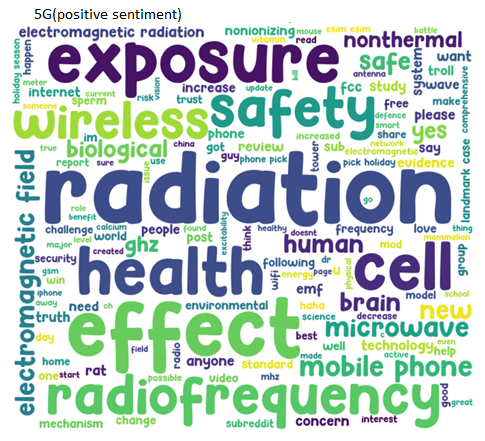 5G(positive sentiment)
electromagnetic radiation nonionizing mouse esim esim battle
vitamin
holiday season happen exposure read nonthermal
meter internet current bill antenna safe system want troll
sperm risk vision increase update fcc study wave
someone wireless trust safety defence free make please comprehensive
im phone smart share yes
true biological china got review increased sub network say
report sure use guy phone pick tower electromagnetic evidence
issue pick holiday landmark case
electromagnetic field radiation go
role benefit
challenge calcium found excitability healthy doesnt frequency love thing
major world people post think human mod mammalian
level ghz
security created health following dr physical cell group
gsm wifi energy page
win emf brain model school
iphone need oh environmental haha decrease new
away truth effect science microwave
day field radio best well technology even
home anyone standard made active help
one start rat possible video mhz mobile phone
radiofrequency good great
mechanism change subreddit concern interest